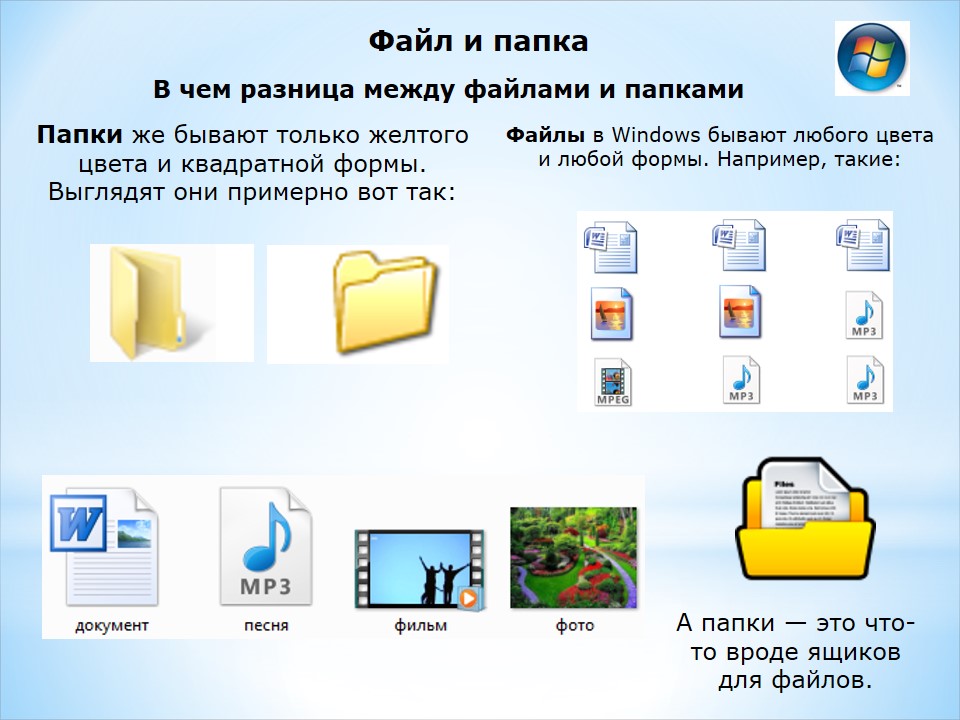 Файл и папка
В чем разница между файлами и папками
Папки же бывают только желтого
цвета и квадратной формы.
Выглядят они примерно вот так:
Файлы в Windows бывают любого цвета
и любой формы. Например, такие:
W
W
W
MP3
MPEG
MP3
MP3
W
MP3
документ
песня
фильм
фото
Files
А папки — это что-
то вроде ящиков
для файлов.